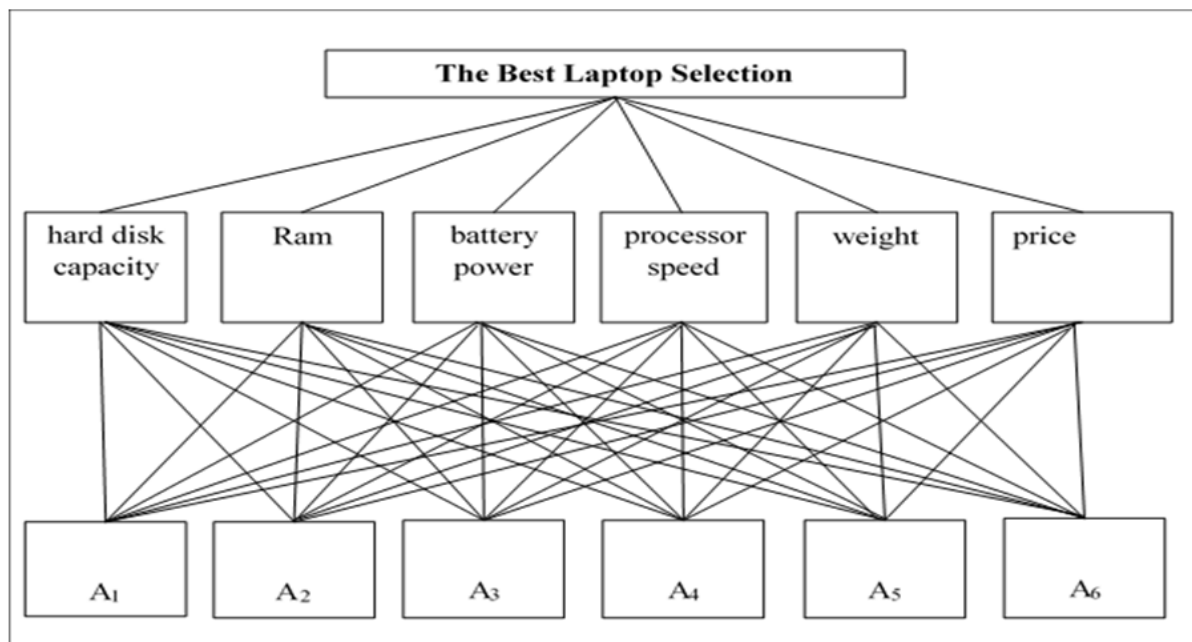 The Best Laptop Selection
hard disk
capacity
Ram
battery
power
processor
speed
weight
price
A1
A2
A3
A4
A5
A6